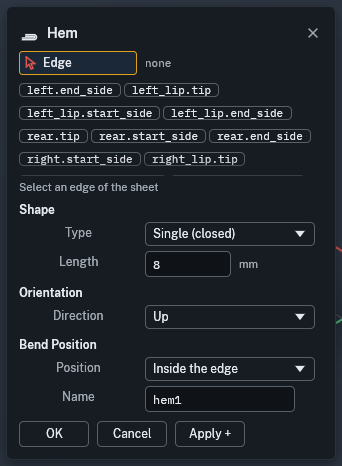 Hem
Edge none
left.end_side left_lip.tip
left_lip.start_side left_lip.end_side
rear.tip rear.start_side rear.end_side
right.start_side right_lip.tip
Select an edge of the sheet
Shape
Type Single (closed)
Length 8 mm
Orientation
Direction Up
Bend Position
Position Inside the edge
Name hem1
OK Cancel Apply +